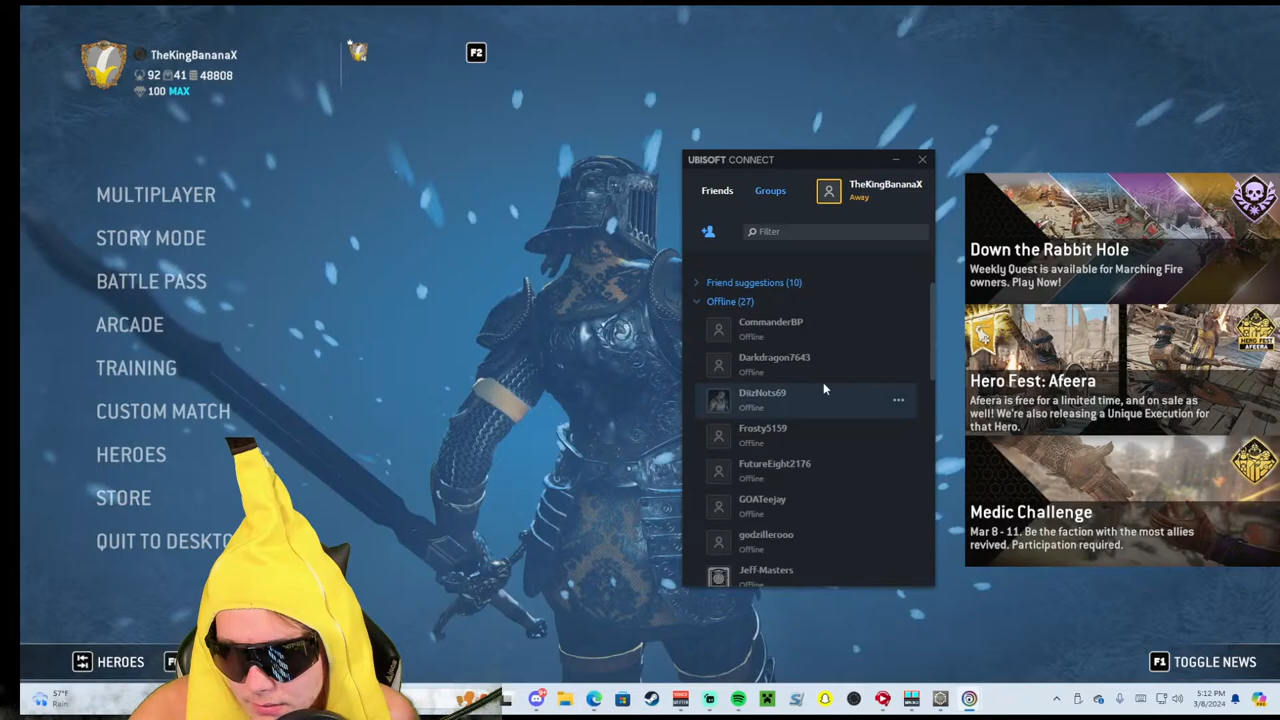 TheKingBananaX
92 41 48808
100 MAX
F2
MULTIPLAYER
STORY MODE
BATTLE PASS
ARCADE
TRAINING
CUSTOM MATCH
HEROES
STORE
QUIT TO DESKTO
UBISOFT CONNECT
Friends
Groups
TheKingBananaX
Away
Filter
Friend suggestions (10)
Offline (27)
CommanderBP
Offline
Darkdragon7643
Offline
DiizNots69
Offline
Frosty5159
Offline
FutureEight2176
Offline
GOATeejay
Offline
godzillerooo
Offline
Jeff-Masters
Offline
Down the Rabbit Hole
Weekly Quest is available for Marching Fire
owners. Play Now!
Hero Fest: Afeera
Afeera is free for a limited time, and on sale as
well! We're also releasing a Unique Execution for
that Hero.
Medic Challenge
Mar 8 - 11. Be the faction with the most allies
revived. Participation required.
HEROES
F1 TOGGLE NEWS
57°F
Rain
5:12 PM
3/8/2024